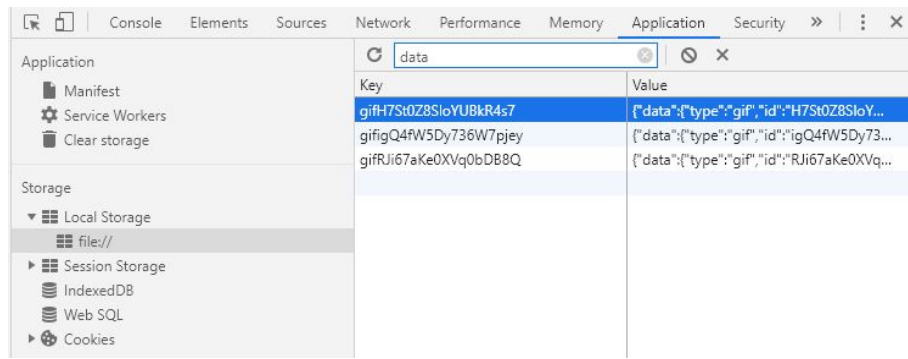 Console Elements Sources Network Performance Memory Application Security »
Application
Manifest
Service Workers
Clear storage
Storage
Local Storage
file://
Session Storage
IndexedDB
Web SQL
Cookies
data
Key Value
gifH7St0Z8SloYUBkR4s7 {"data":{"type":"gif","id":"H7St0Z8SloY...
gifigQ4fW5Dy736W7pjey {"data":{"type":"gif","id":"igQ4fW5Dy73...
gifRJi67aKe0XVq0bDB8Q {"data":{"type":"gif","id":"RJi67aKe0XVq...